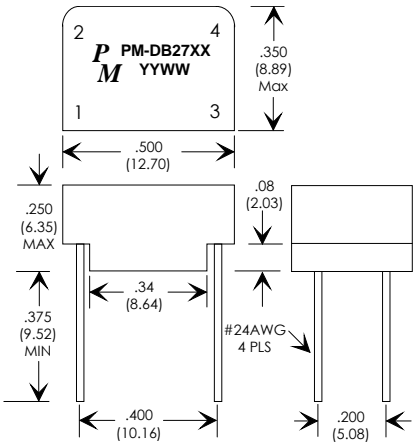 2 4
PM PM-DB27XX
YYWW
1 3
.350
(8.89)
Max
.500
(12.70)
.250
(6.35)
MAX
.08
(2.03)
.34
(8.64)
.375
(9.52)
MIN
#24AWG
4 PLS
.400
(10.16)
.200
(5.08)